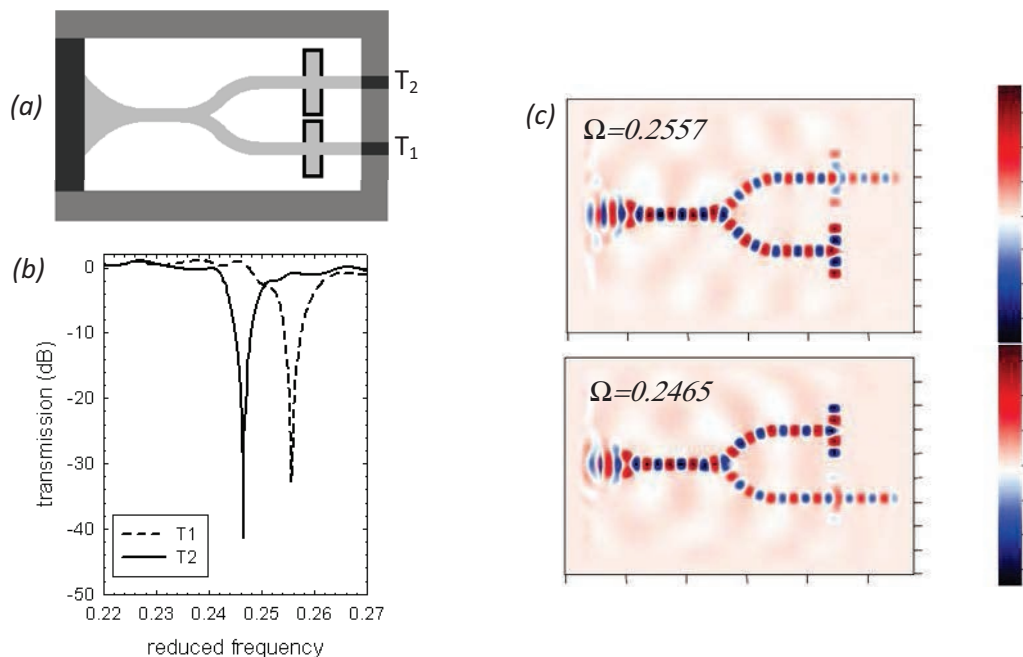 (a)
T2
T1
(b)
0
-10
-20
-30
-40
-50
transmission (dB)
T1
T2
0.22 0.23 0.24 0.25 0.26 0.27
reduced frequency
(c)
Ω=0.2557
Ω=0.2465